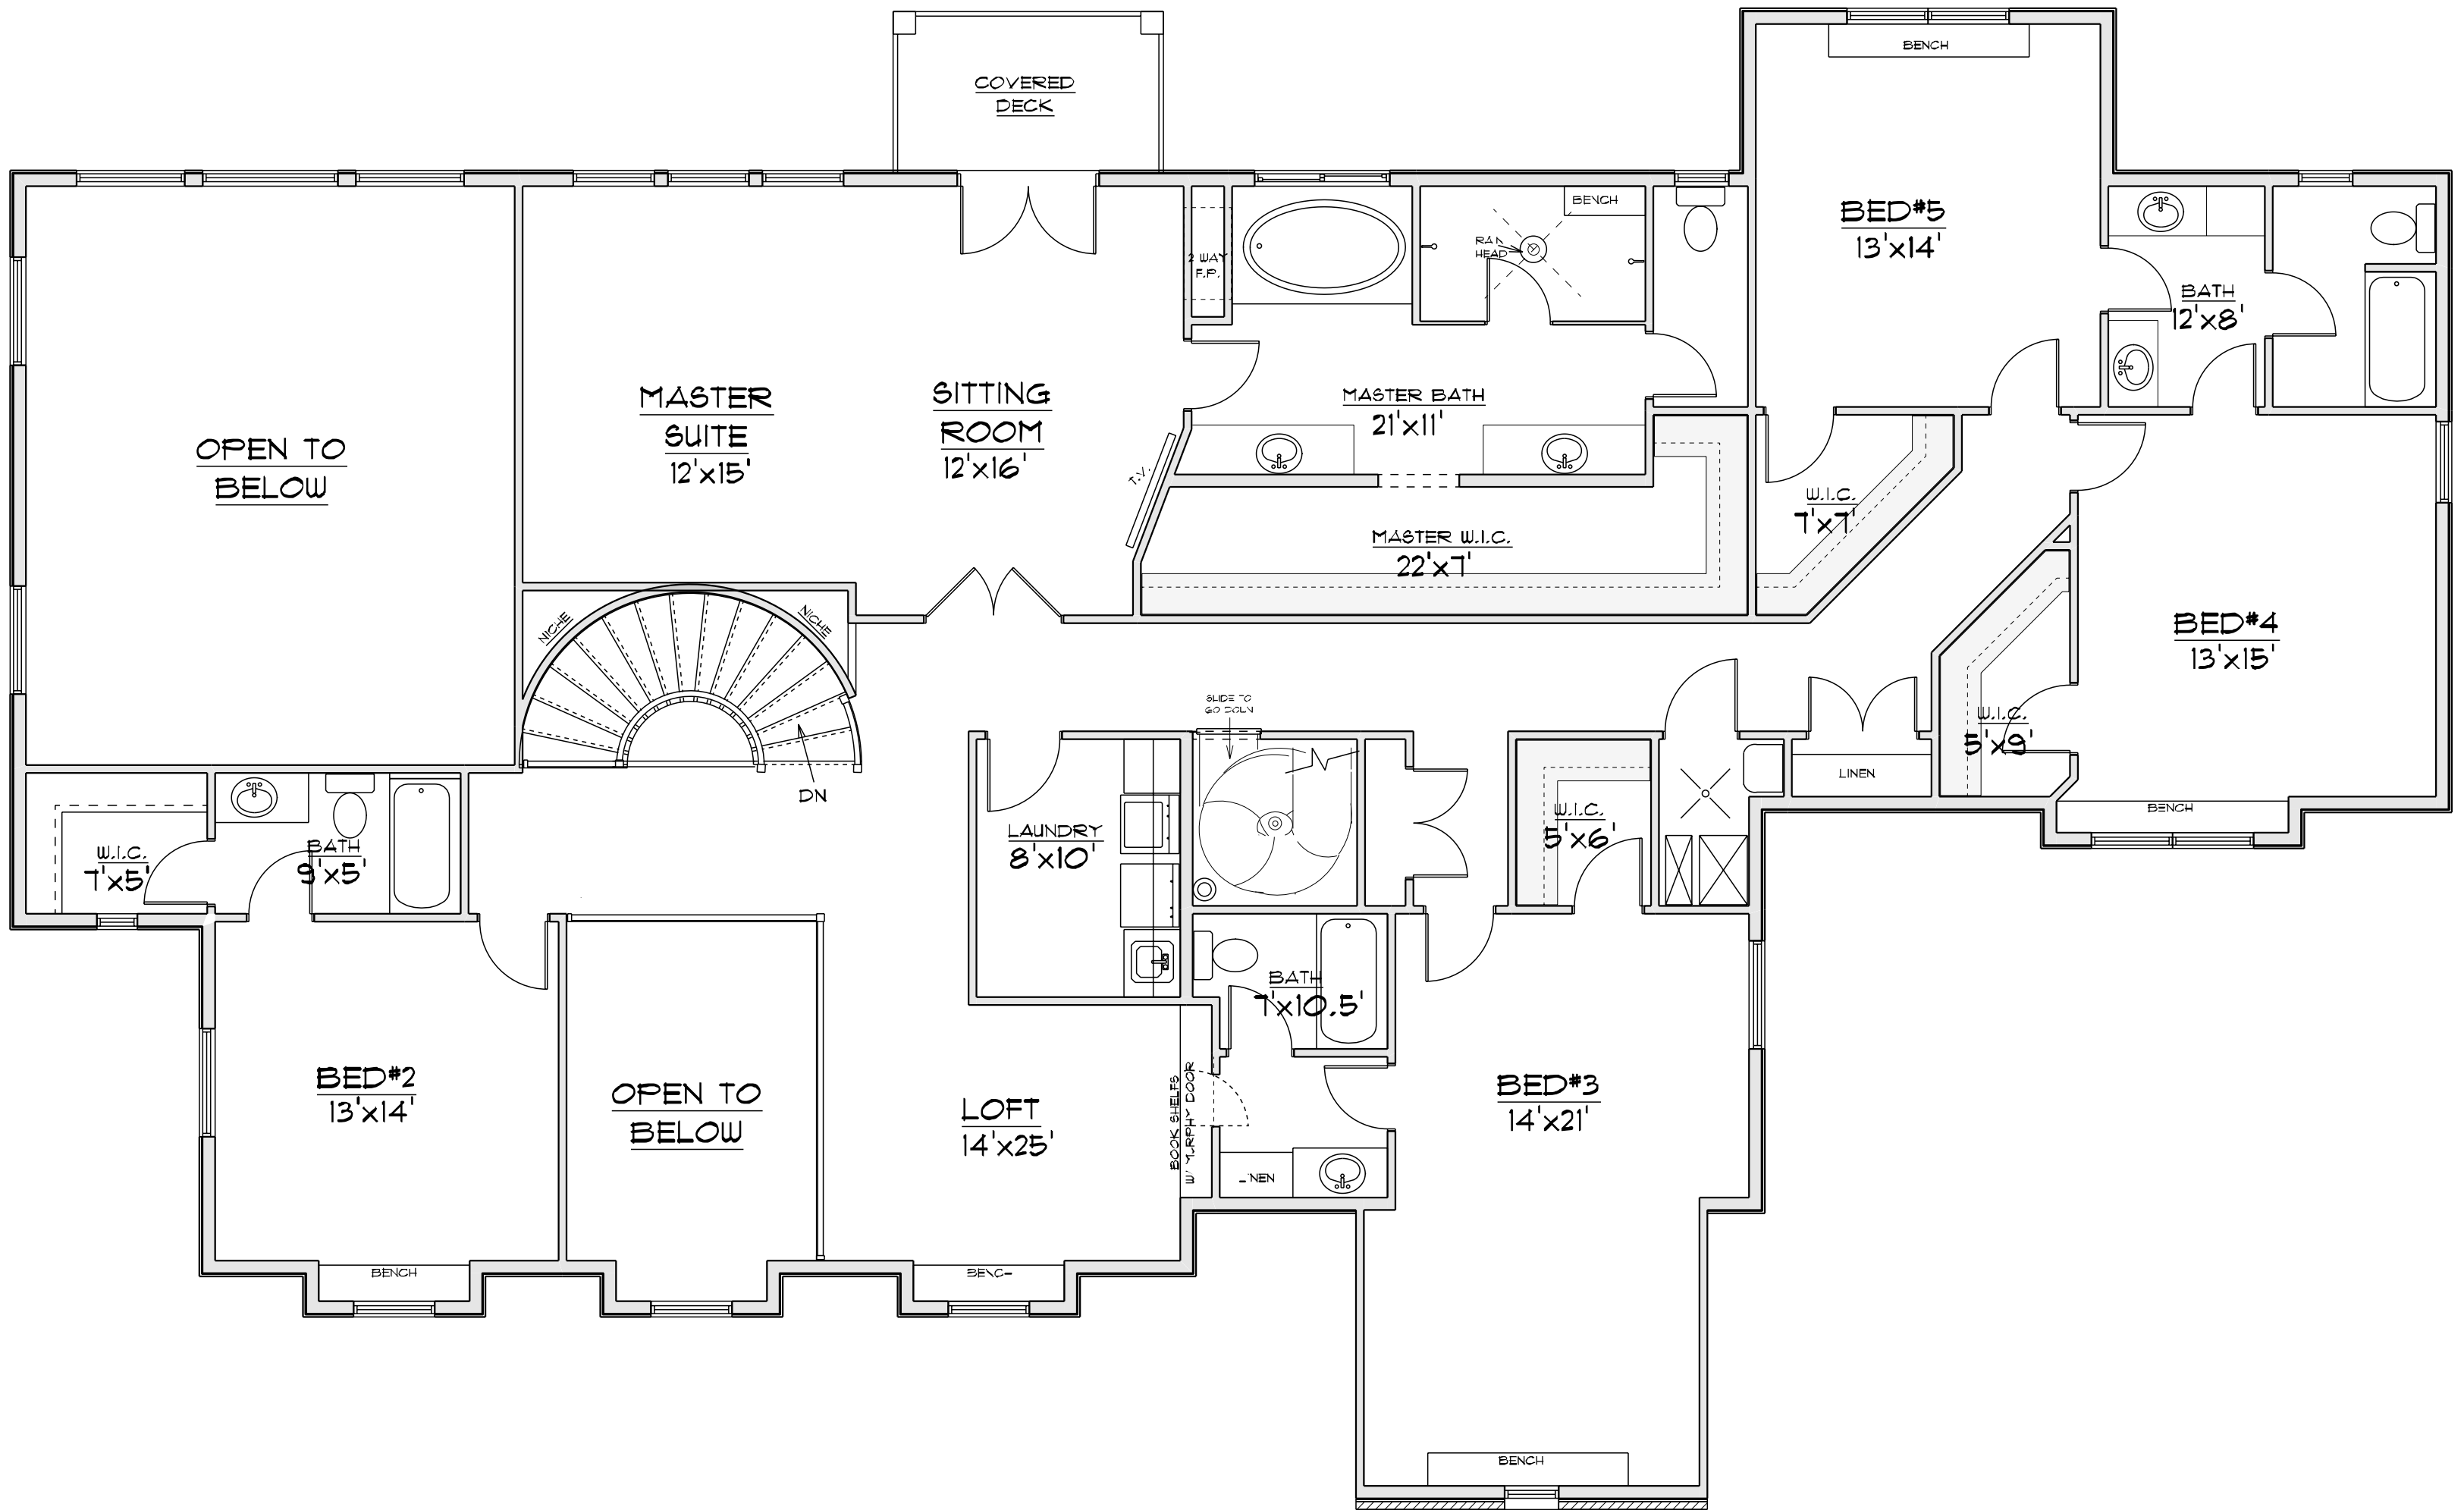 COVERED
DECK
BENCH
BED#5
13'x14'
BENCH
RAIN
HEAD
2 WAY
F.P.
BATH
12'x8'
MASTER
SUITE
12'x15'
SITTING
ROOM
12'x16'
MASTER BATH
21'x11'
OPEN TO
BELOW
T.V.
W.I.C.
7'x7'
MASTER W.I.C.
22'x7'
NICHE
NICHE
BED#4
13'x15'
SLIDE TO
GO DOWN
W.I.C.
5'x9'
DN
LINEN
BENCH
W.I.C.
5'x6'
LAUNDRY
8'x10'
W.I.C.
7'x5'
BATH
9'x5'
BATH
7'x10.5'
BED#2
13'x14'
OPEN TO
BELOW
LOFT
14'x25'
BOOK SHELFS
W/ MURPHY DOOR
BED#3
14'x21'
LINEN
BENCH
BENCH
BENCH